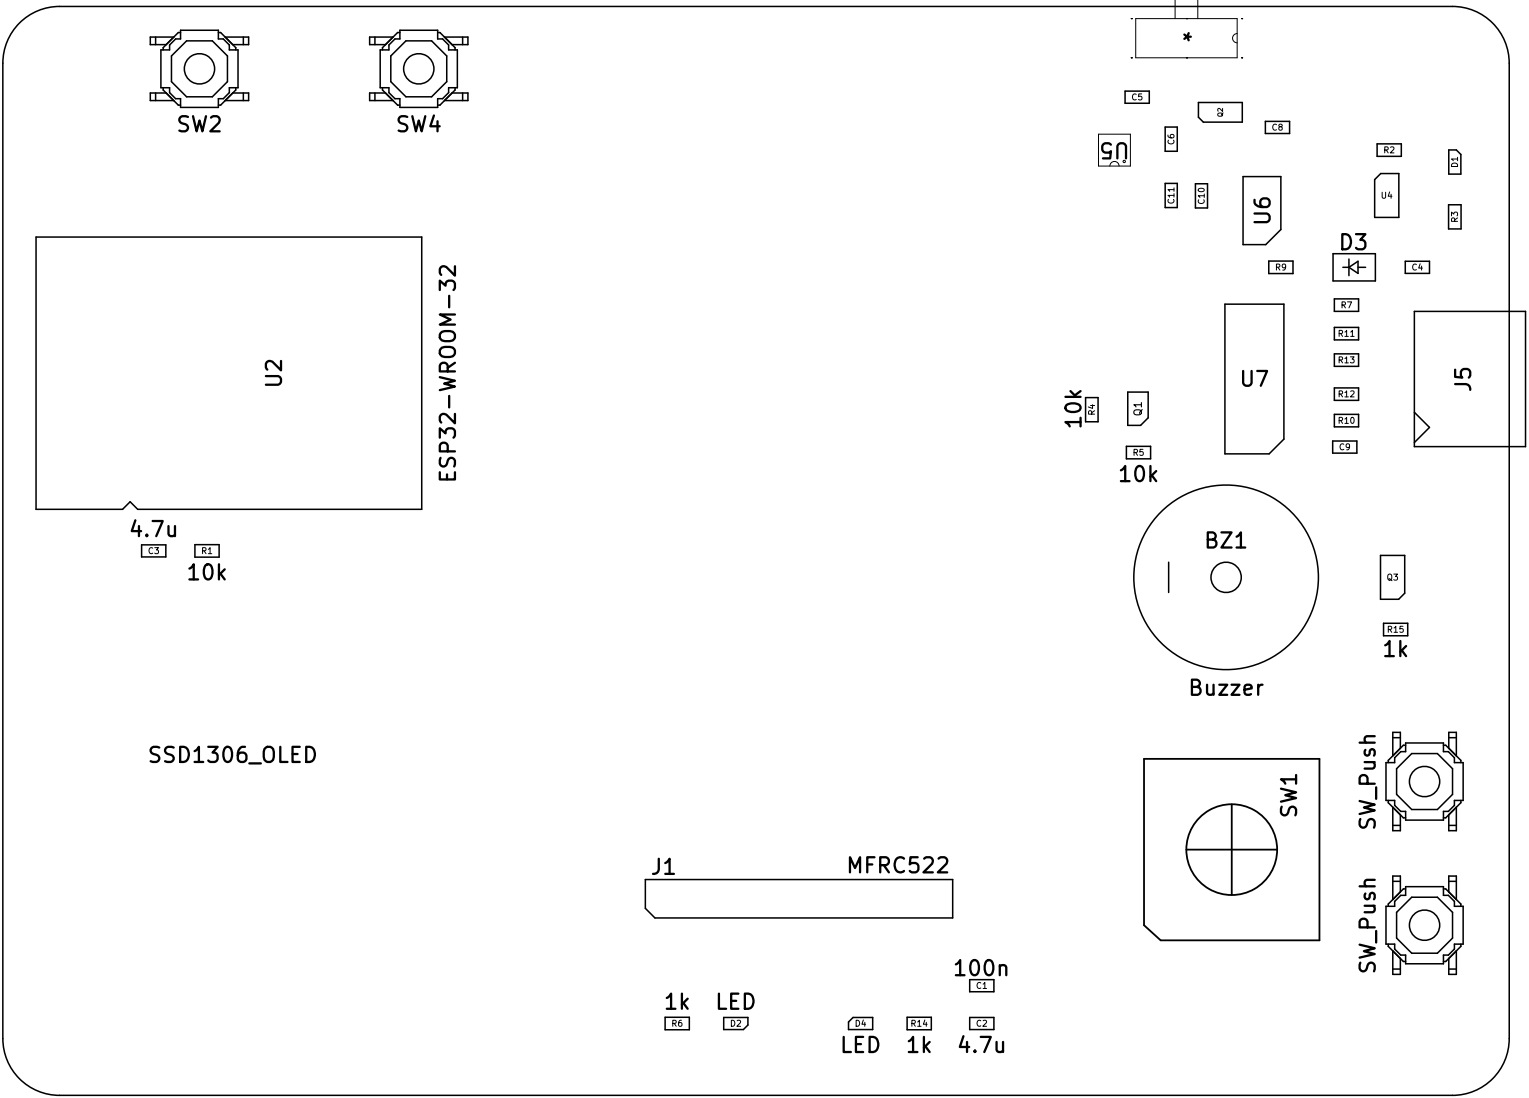 *
SW2
SW4
C5
Q2
C8
C6
U5
R2
D1
C11
C10
U6
U4
R3
D3
R9
C4
ESP32-WROOM-32
U2
R7
R11
R13
U7
J5
R12
R10
C9
10k
R4
Q1
R5
10k
4.7u
C3
R1
10k
BZ1
Buzzer
Q3
R15
1k
SSD1306_OLED
SW_Push
SW1
J1
MFRC522
SW_Push
100n
C1
1k
LED
R6
D2
D4
R14
C2
LED
1k
4.7u